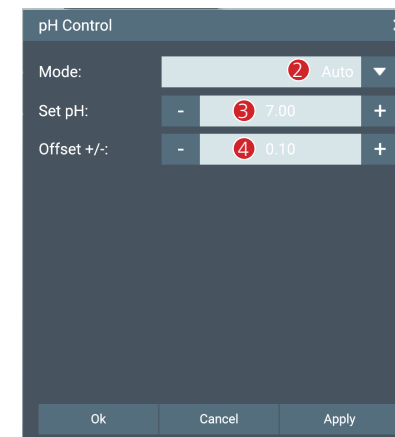 pH Control
Mode: 2 Auto
Set pH: - 3 7.00 +
Offset +/-: - 4 0.10 +
Ok Cancel Apply